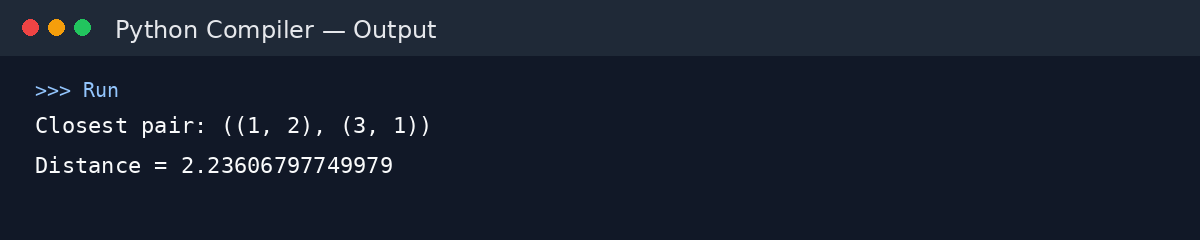 Python Compiler — Output
>>> Run
Closest pair: ((1, 2), (3, 1))
Distance = 2.23606797749979